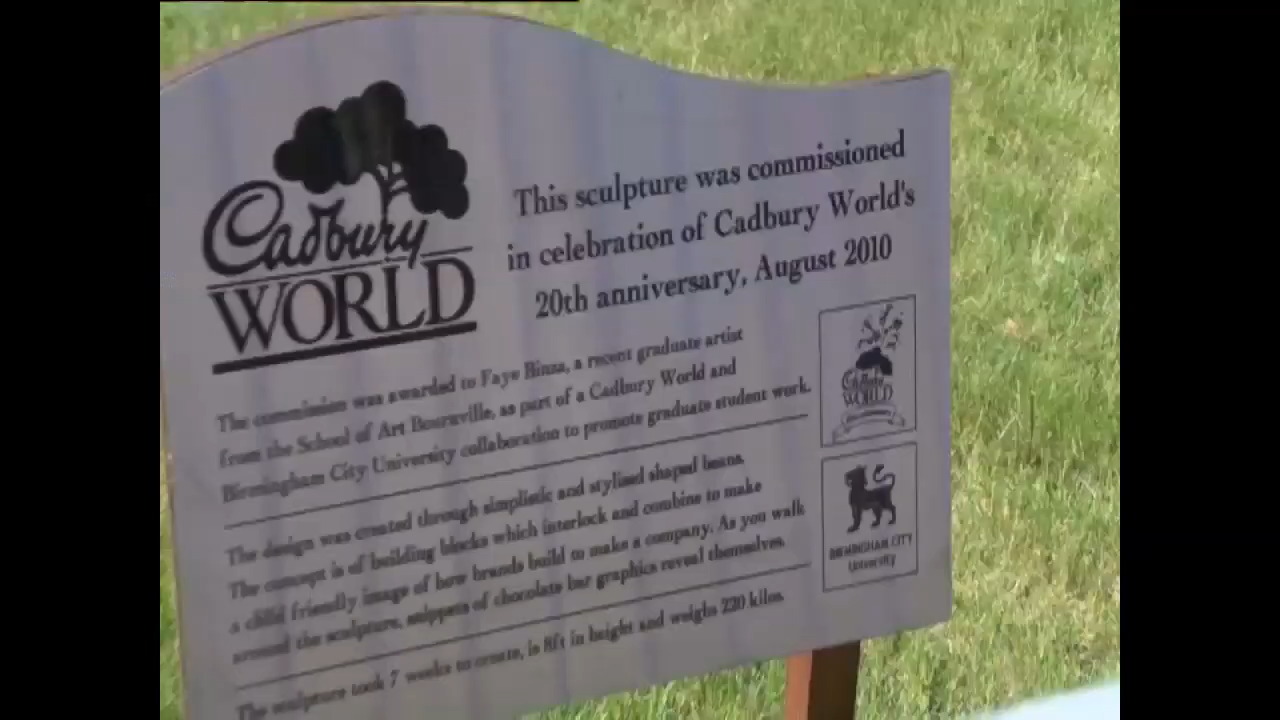 Cadbury
WORLD
This sculpture was commissioned
in celebration of Cadbury World's
20th anniversary, August 2010
The commission was awarded to Faye Binsa, a recent graduate artist
from the School of Art Bournville, as part of a Cadbury World and
Birmingham City University collaboration to promote graduate student work.
The design was created through simplistic and stylised shaped beans.
The concept is of building blocks which interlock and combine to make
a child friendly image of how brands build to make a company. As you walk
around the sculpture, snippets of chocolate bar graphics reveal themselves.
The sculpture took 7 weeks to create, is 8ft in height and weighs 220 kilos.
Cadbury
WORLD
BIRMINGHAM CITY
University